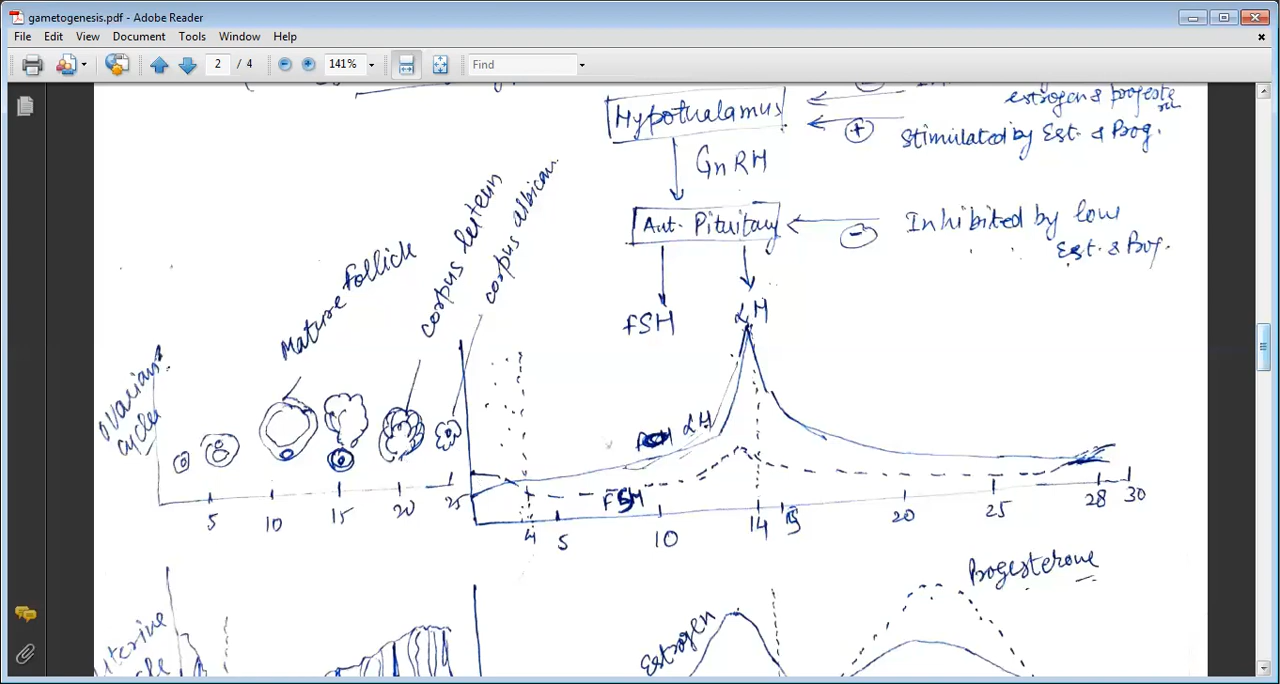 gametogenesis.pdf - Adobe Reader
File Edit View Document Tools Window Help
2 / 4 141% Find
estrogen & progeste
Hypothalamus
+
Stimulated by Est. & Prog.
GnRH
Ant. Pituitary
-
Inhibited by low
Est. & Prog.
FSH
LH
Mature Follicle
corpus luteum
corpus albican
ovarian
cycle
5 10 15 20 25
LH
FSH
4 5 10 14 15 20 25 28 30
uterine
Estrogen
Progesterone